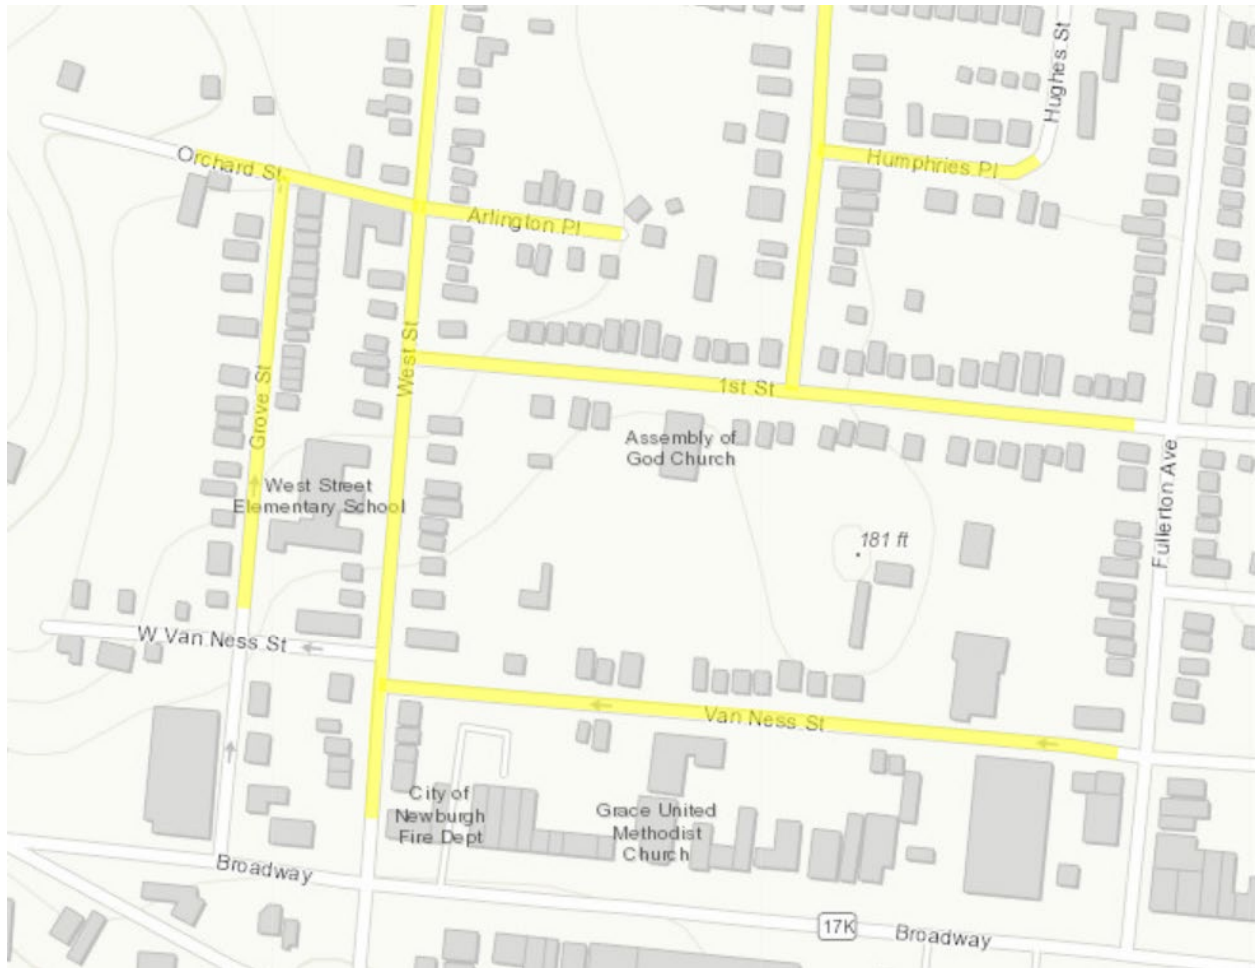 Hughes St
Orchard St
Humphries Pl
Arlington Pl
West St
1st St
Grove St
Assembly of
God Church
Fullerton Ave
West Street
Elementary School
181 ft
W Van Ness St
Van Ness St
City of
Newburgh
Fire Dept
Grace United
Methodist
Church
Broadway
17K
Broadway